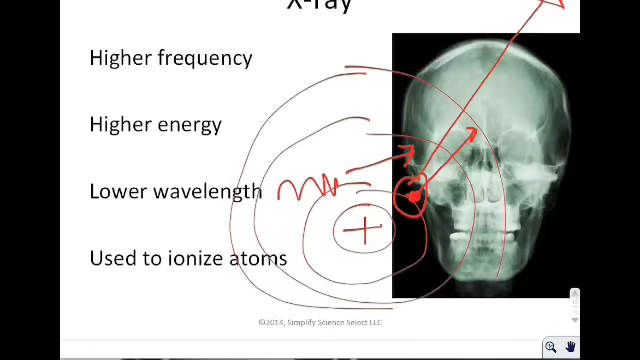 X-ray
Higher frequency
Higher energy
Lower wavelength
Used to ionize atoms
+
©2014, Simplify Science Select LLC